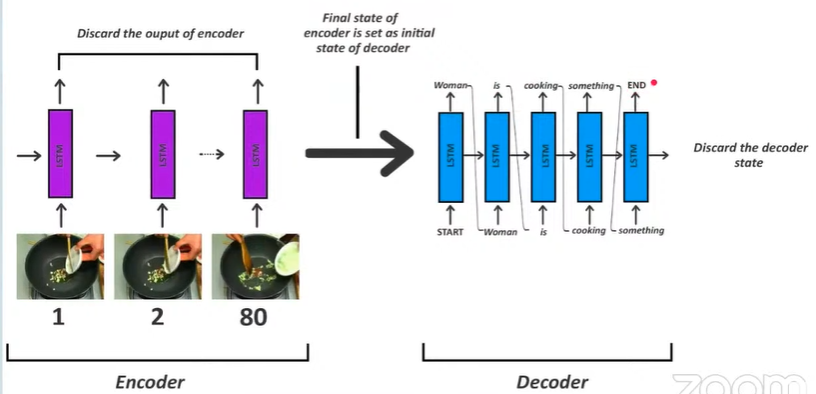 Discard the ouput of encoder
Final state of
encoder is set as initial
state of decoder
LSTM
LSTM
LSTM
1
2
80
Encoder
Woman
is
cooking
something
END
LSTM
LSTM
LSTM
LSTM
LSTM
START
Woman
is
cooking
something
Discard the decoder
state
Decoder
zoom